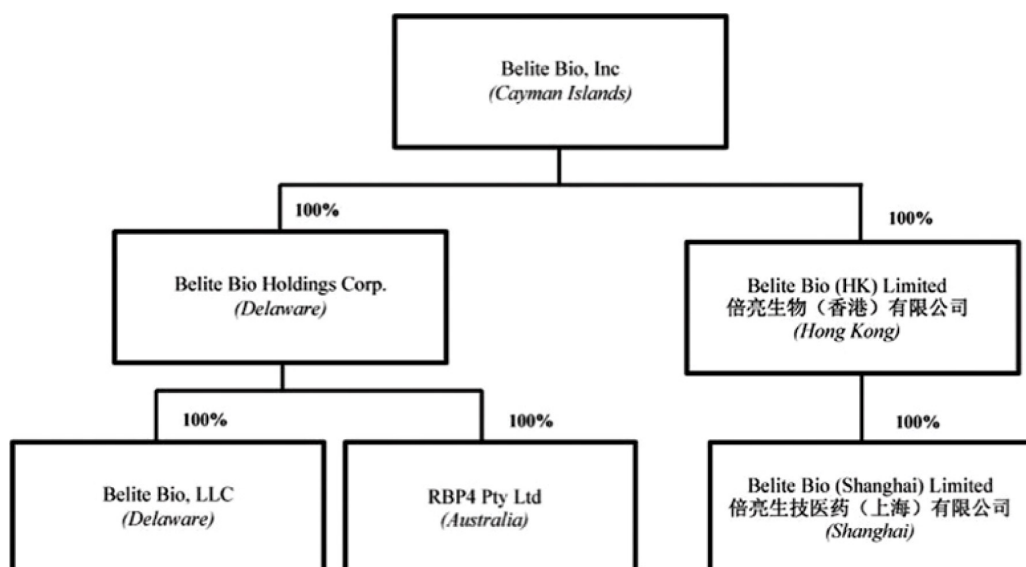 Belite Bio, Inc
(Cayman Islands)
100%
100%
Belite Bio Holdings Corp.
(Delaware)
Belite Bio (HK) Limited
倍亮生物（香港）有限公司
(Hong Kong)
100%
100%
100%
Belite Bio, LLC
(Delaware)
RBP4 Pty Ltd
(Australia)
Belite Bio (Shanghai) Limited
倍亮生技医药（上海）有限公司
(Shanghai)